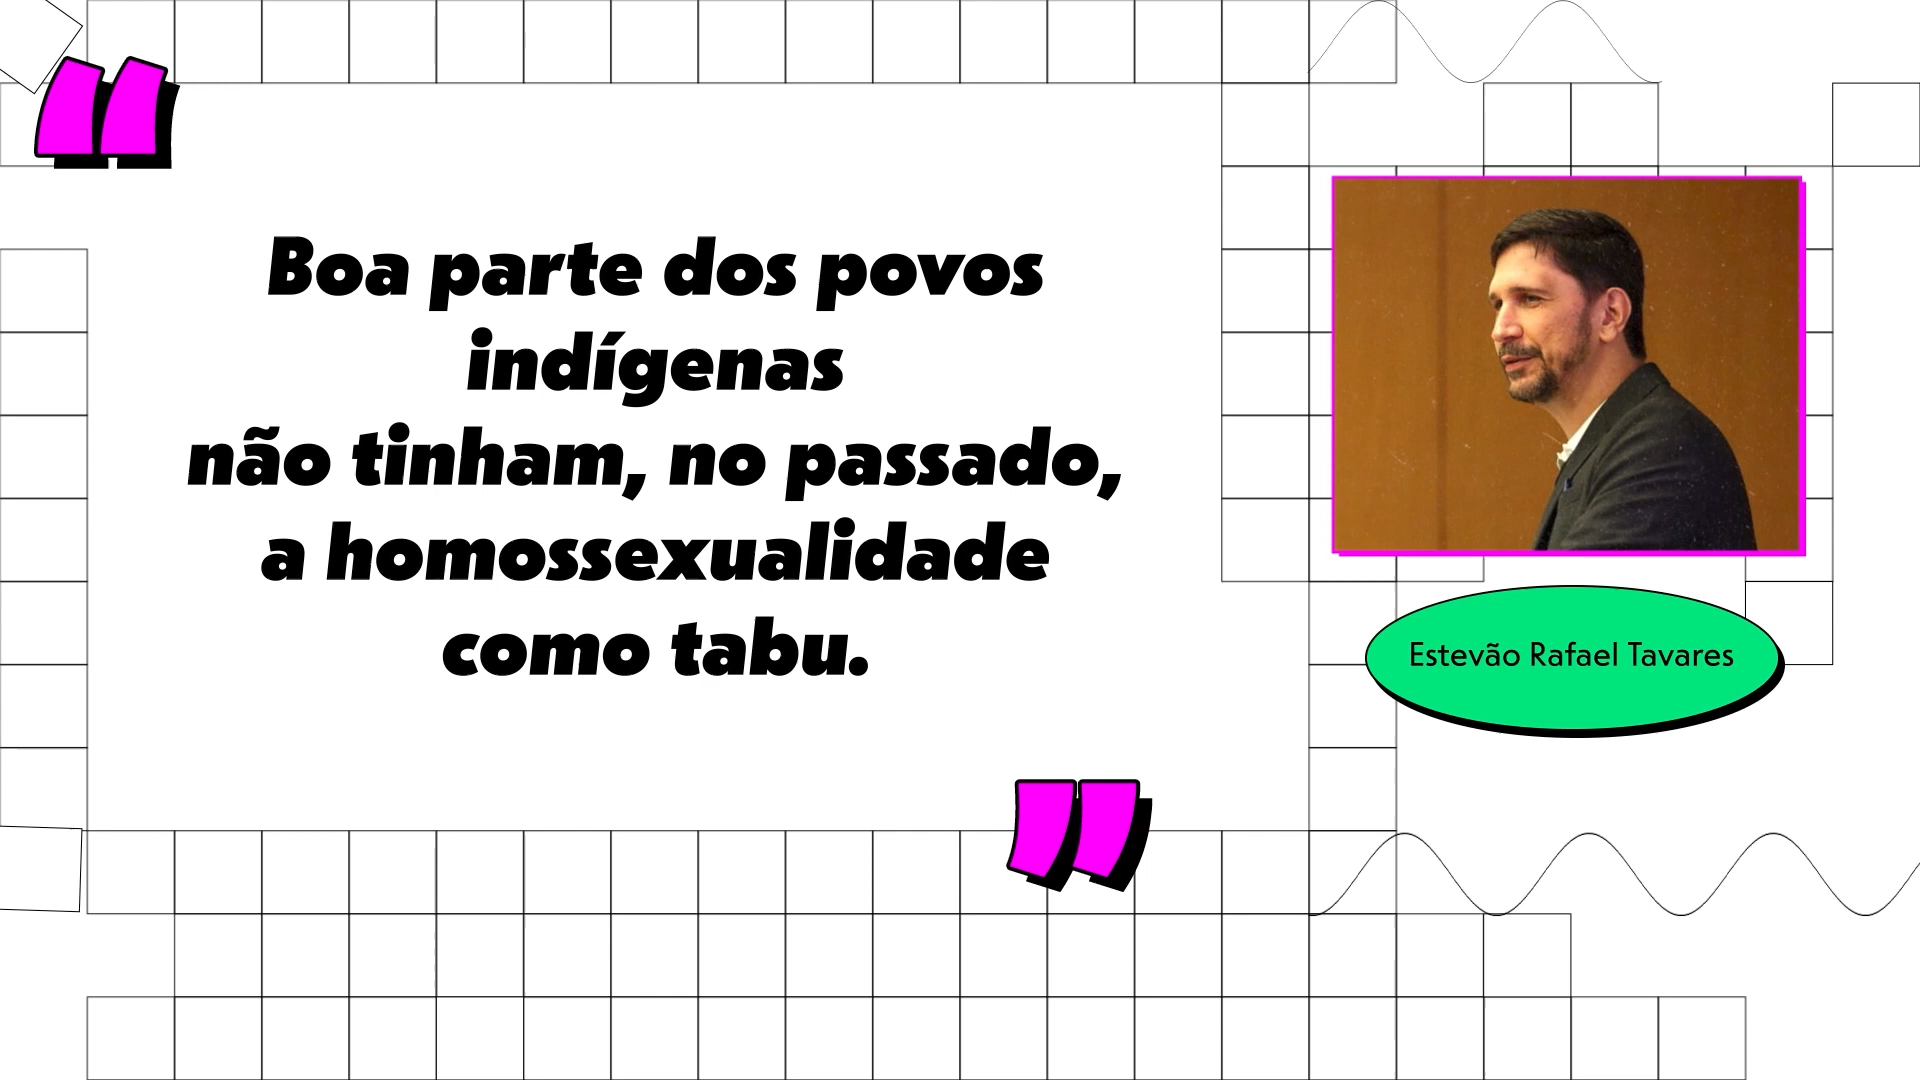 Boa parte dos povos
indígenas
não tinham, no passado,
a homossexualidade
como tabu.
Estevão Rafael Tavares